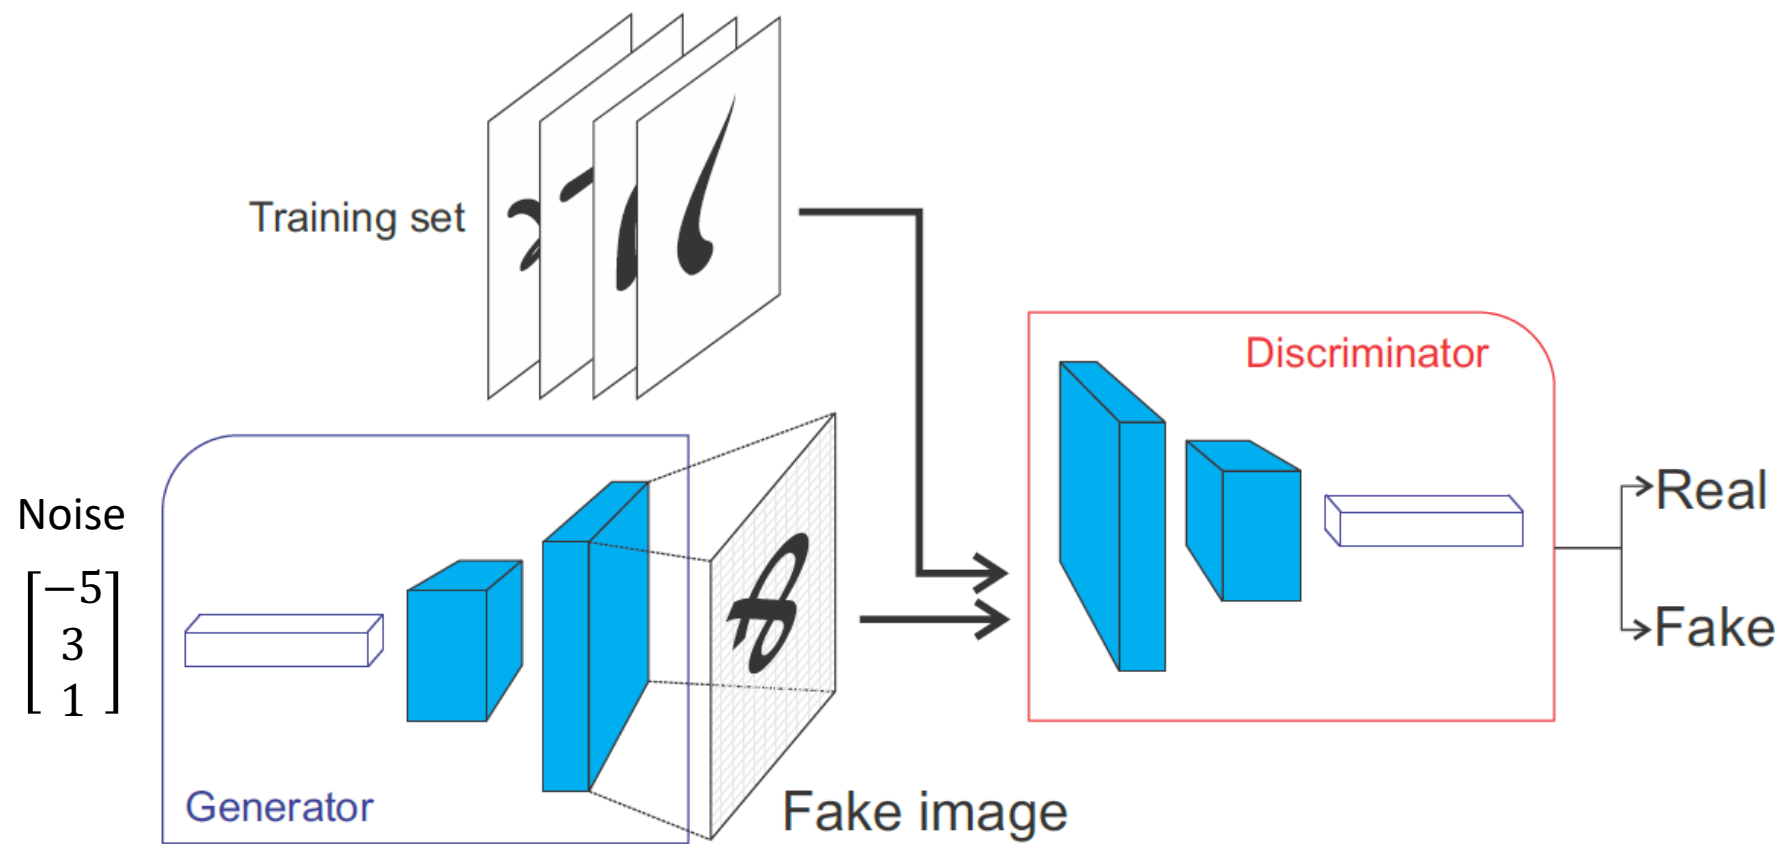 Training set
Discriminator
Noise
[−5
3
1]
Generator
Fake image
Real
Fake